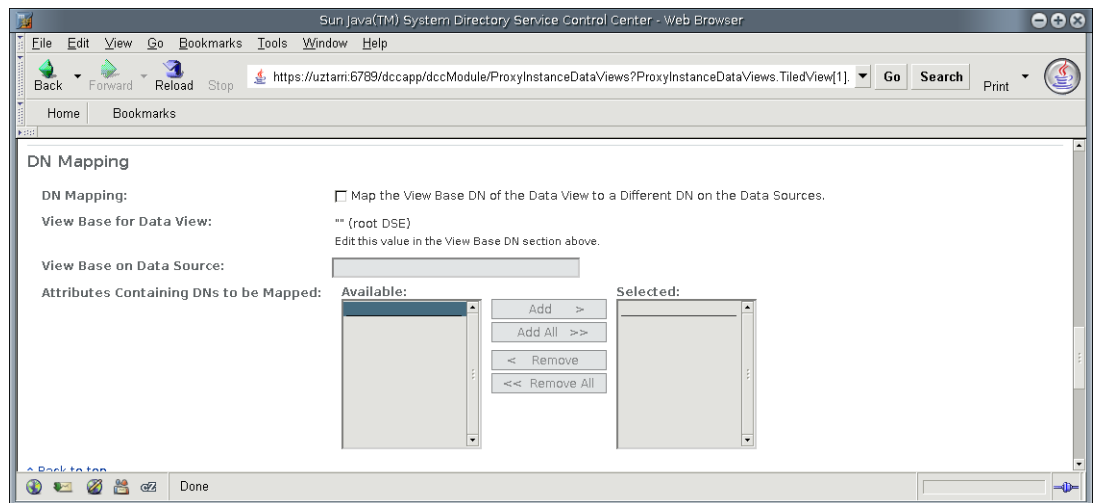 Sun Java(TM) System Directory Service Control Center - Web Browser
File Edit View Go Bookmarks Tools Window Help
Back Forward Reload Stop https://uztarri:6789/dccapp/dccModule/ProxyInstanceDataViews?ProxyInstanceDataViews.TiledView[1]. Go Search Print
Home Bookmarks
DN Mapping
DN Mapping: Map the View Base DN of the Data View to a Different DN on the Data Sources.
View Base for Data View: "" (root DSE)
Edit this value in the View Base DN section above.
View Base on Data Source:
Attributes Containing DNs to be Mapped: Available: Selected:
Add >
Add All >>
< Remove
<< Remove All
^ Back to top
Done